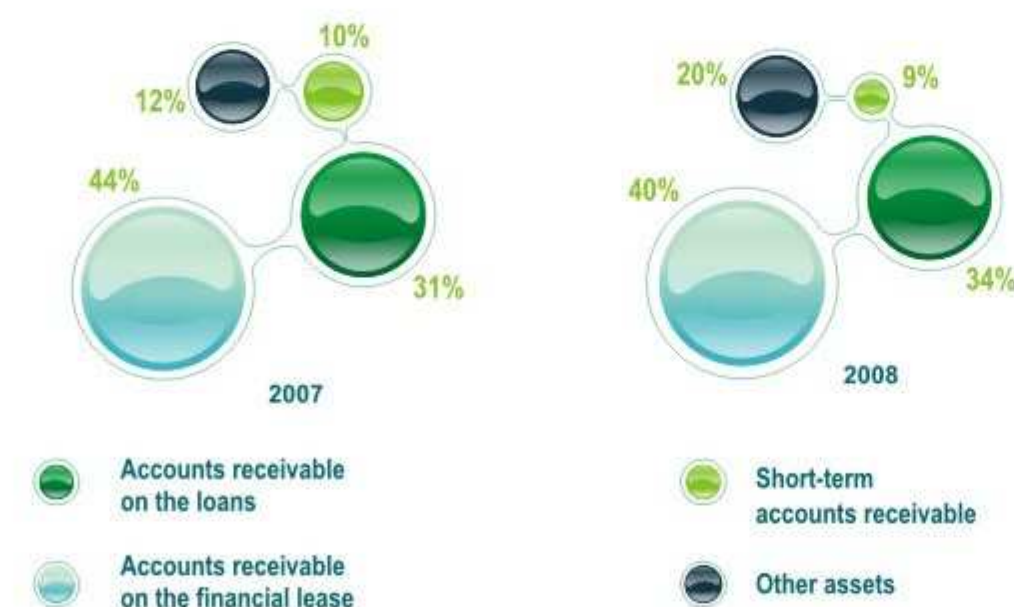 10%
12%
44%
31%
2007
20%
9%
40%
34%
2008
Accounts receivable
on the loans
Accounts receivable
on the financial lease
Short-term
accounts receivable
Other assets